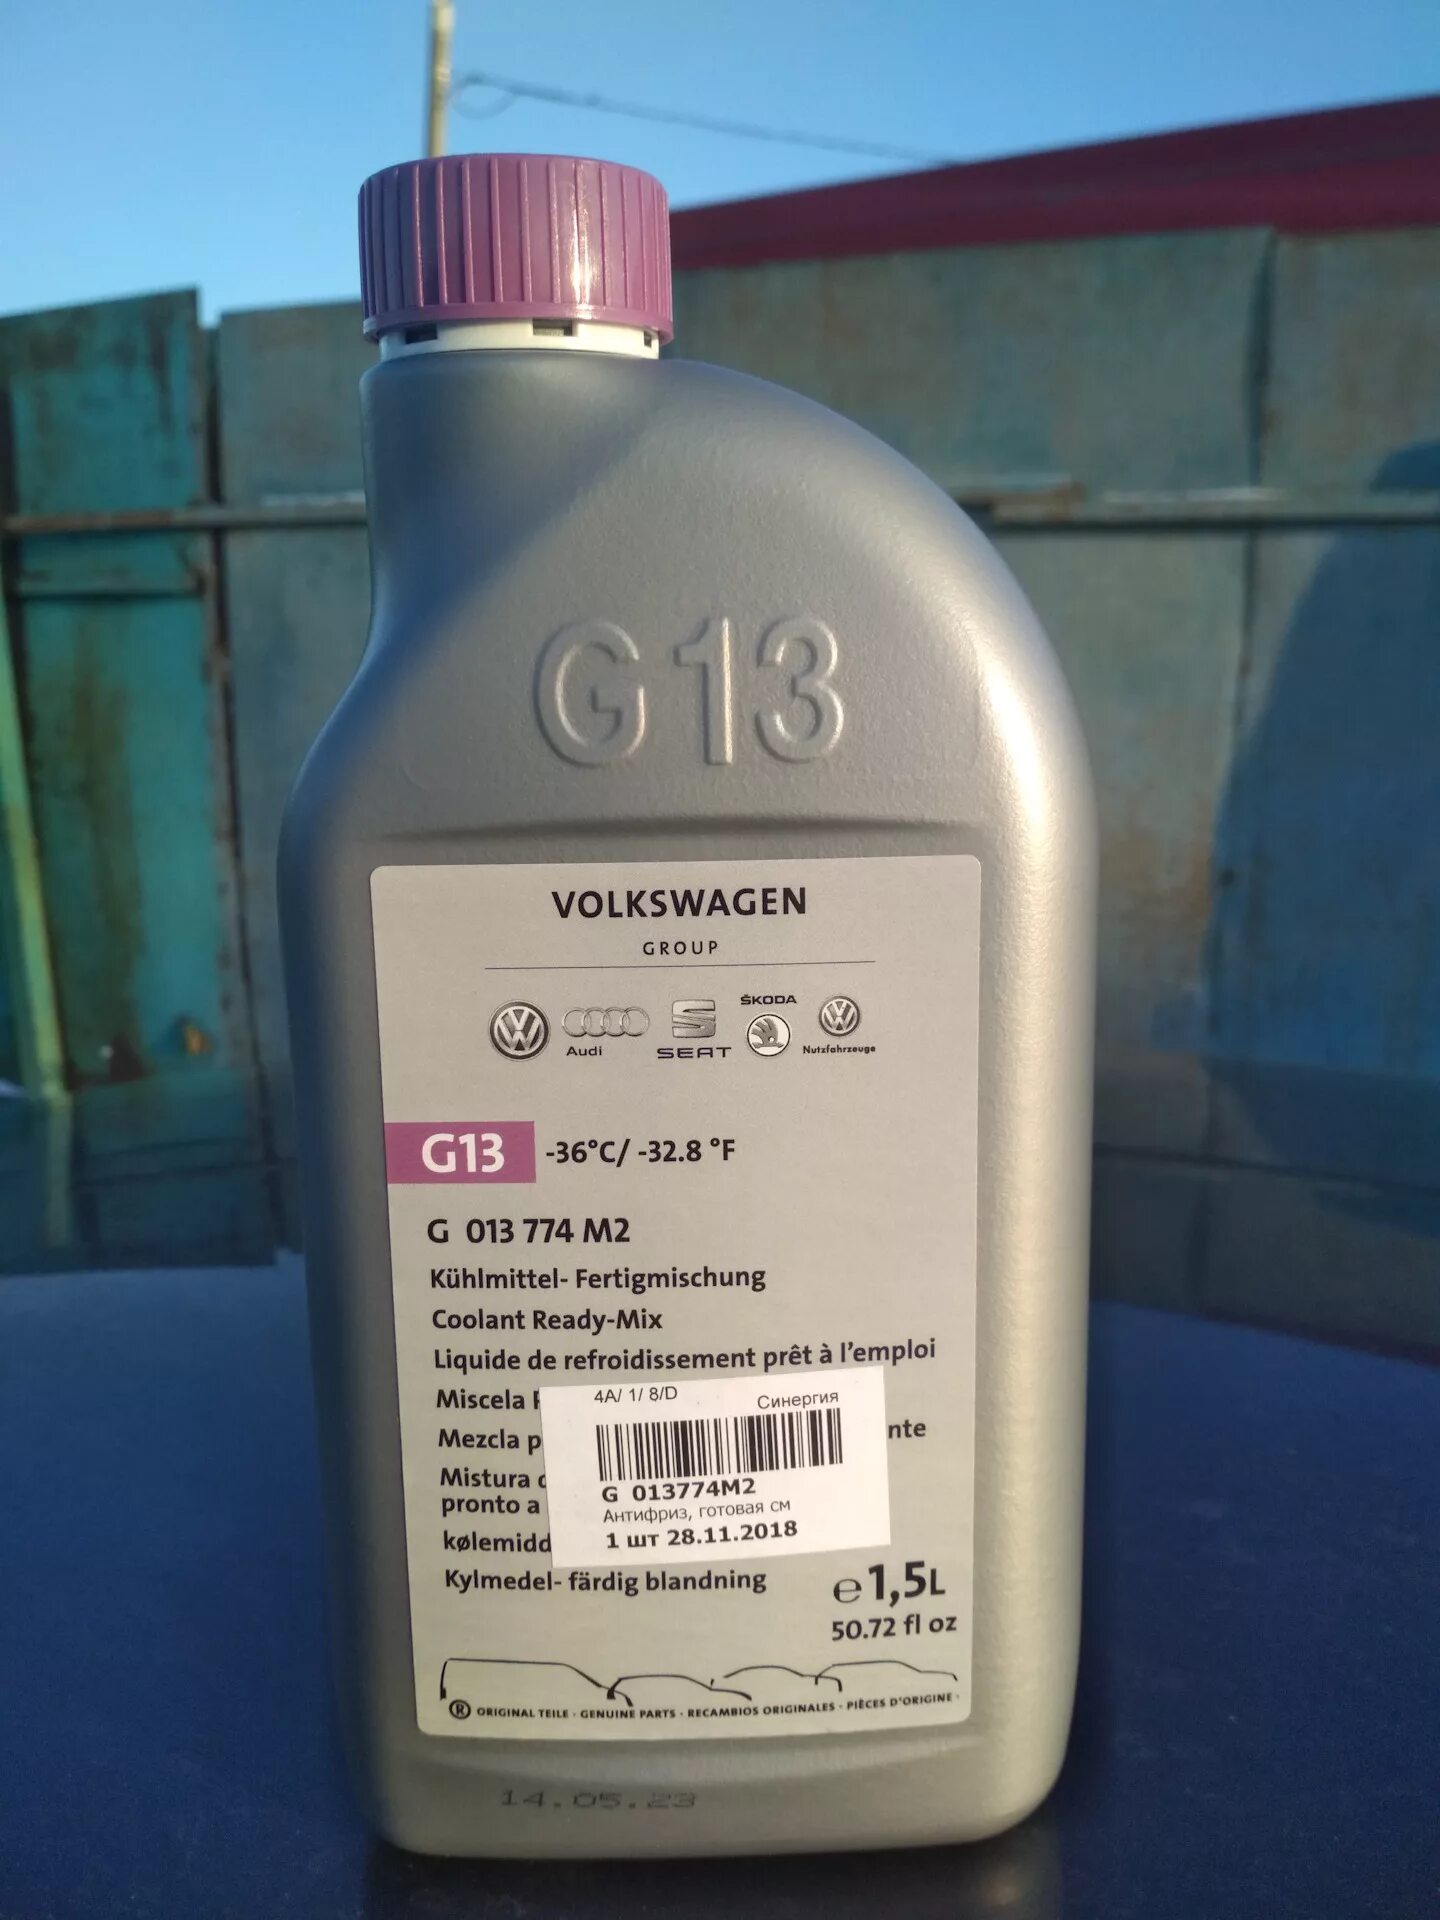 G13
VOLKSWAGEN
GROUP
Audi
SEAT
ŠKODA
Nutzfahrzeuge
G13 -36°C/ -32.8 °F
G 013 774 M2
Kühlmittel- Fertigmischung
Coolant Ready-Mix
Liquide de refroidissement prêt à l'emploi
Miscela
Mezcla p nte
Mistura
pronto a
kølemidd
Kylmedel- färdig blandning
4A/ 1/ 8/D Синергия
G 013774M2
Антифриз, готовая см
1 шт 28.11.2018
℮1,5L
50.72 fl oz
® ORIGINAL TEILE · GENUINE PARTS · RECAMBIOS ORIGINALES · PIÈCES D'ORIGINE ·
14.05.23